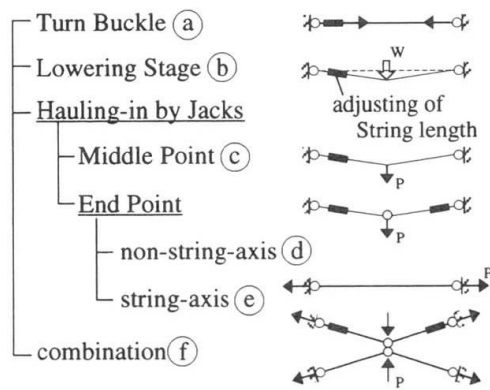 Turn Buckle ⓐ
Lowering Stage ⓑ
W
adjusting of
String length
Hauling-in by Jacks
Middle Point ⓒ
P
End Point
P
non-string-axis ⓓ
P
string-axis ⓔ
combination ⓕ
P